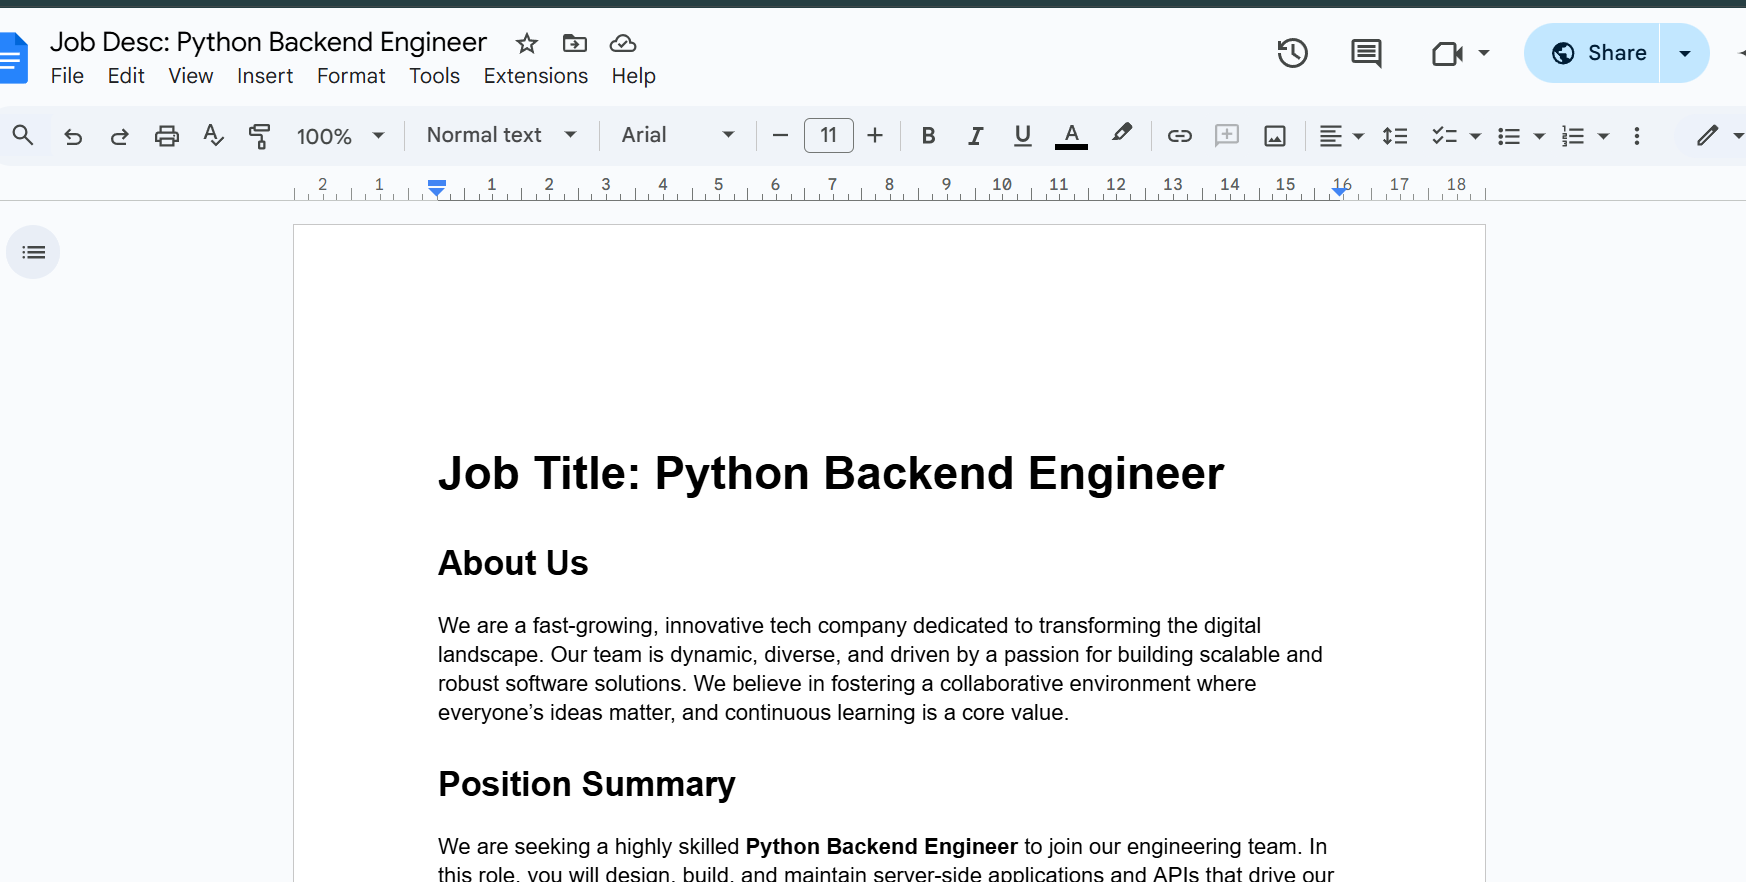 Job Desc: Python Backend Engineer
File Edit View Insert Format Tools Extensions Help
Share
100% Normal text Arial 11 B I U A
2 1 1 2 3 4 5 6 7 8 9 10 11 12 13 14 15 16 17 18
Job Title: Python Backend Engineer
About Us
We are a fast-growing, innovative tech company dedicated to transforming the digital
landscape. Our team is dynamic, diverse, and driven by a passion for building scalable and
robust software solutions. We believe in fostering a collaborative environment where
everyone’s ideas matter, and continuous learning is a core value.
Position Summary
We are seeking a highly skilled Python Backend Engineer to join our engineering team. In
this role, you will design, build, and maintain server-side applications and APIs that drive our